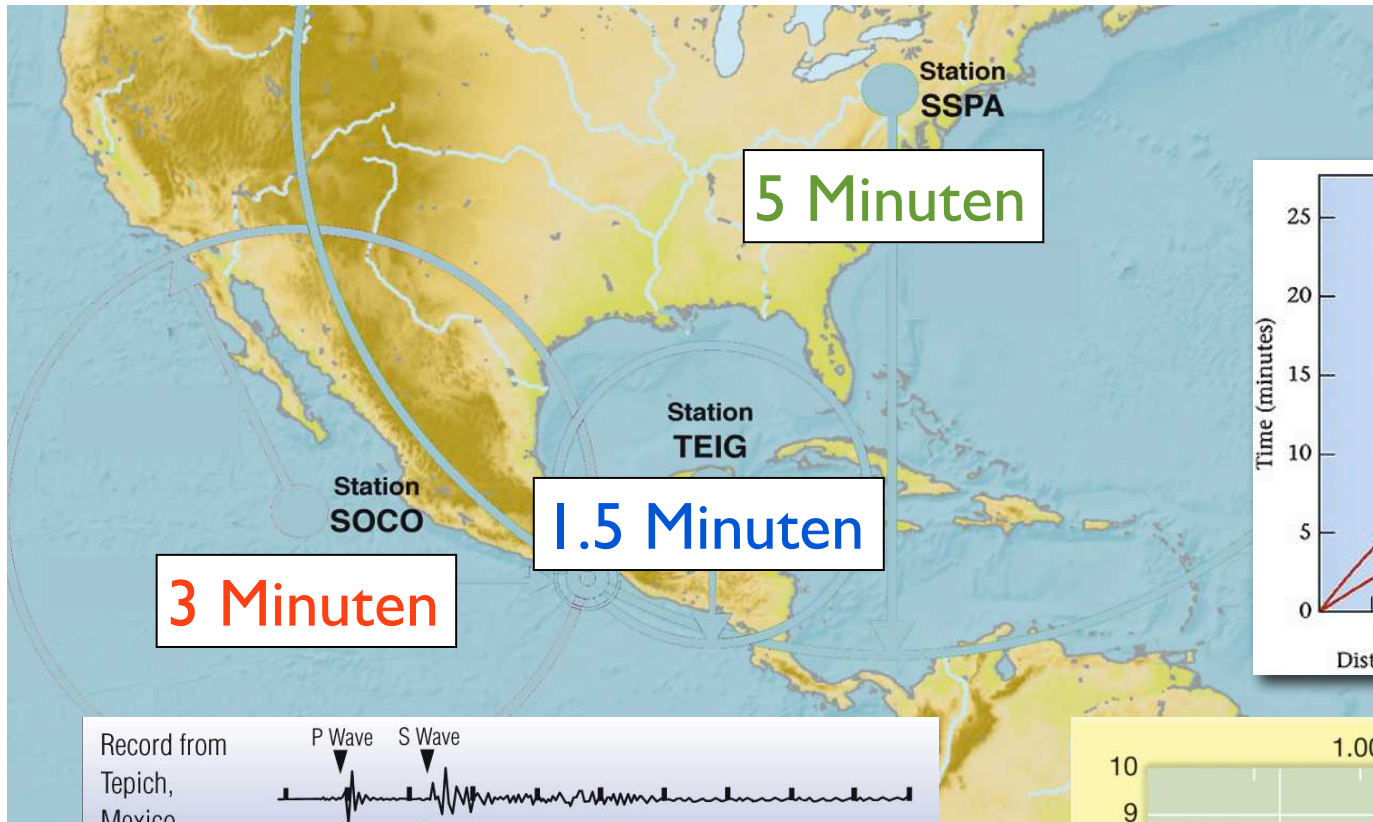 Station
SSPA
5 Minuten
Station
TEIG
1.5 Minuten
Station
SOCO
3 Minuten
25
20
15
10
5
0
Time (minutes)
Record from
Tepich,
P Wave
S Wave
10
9